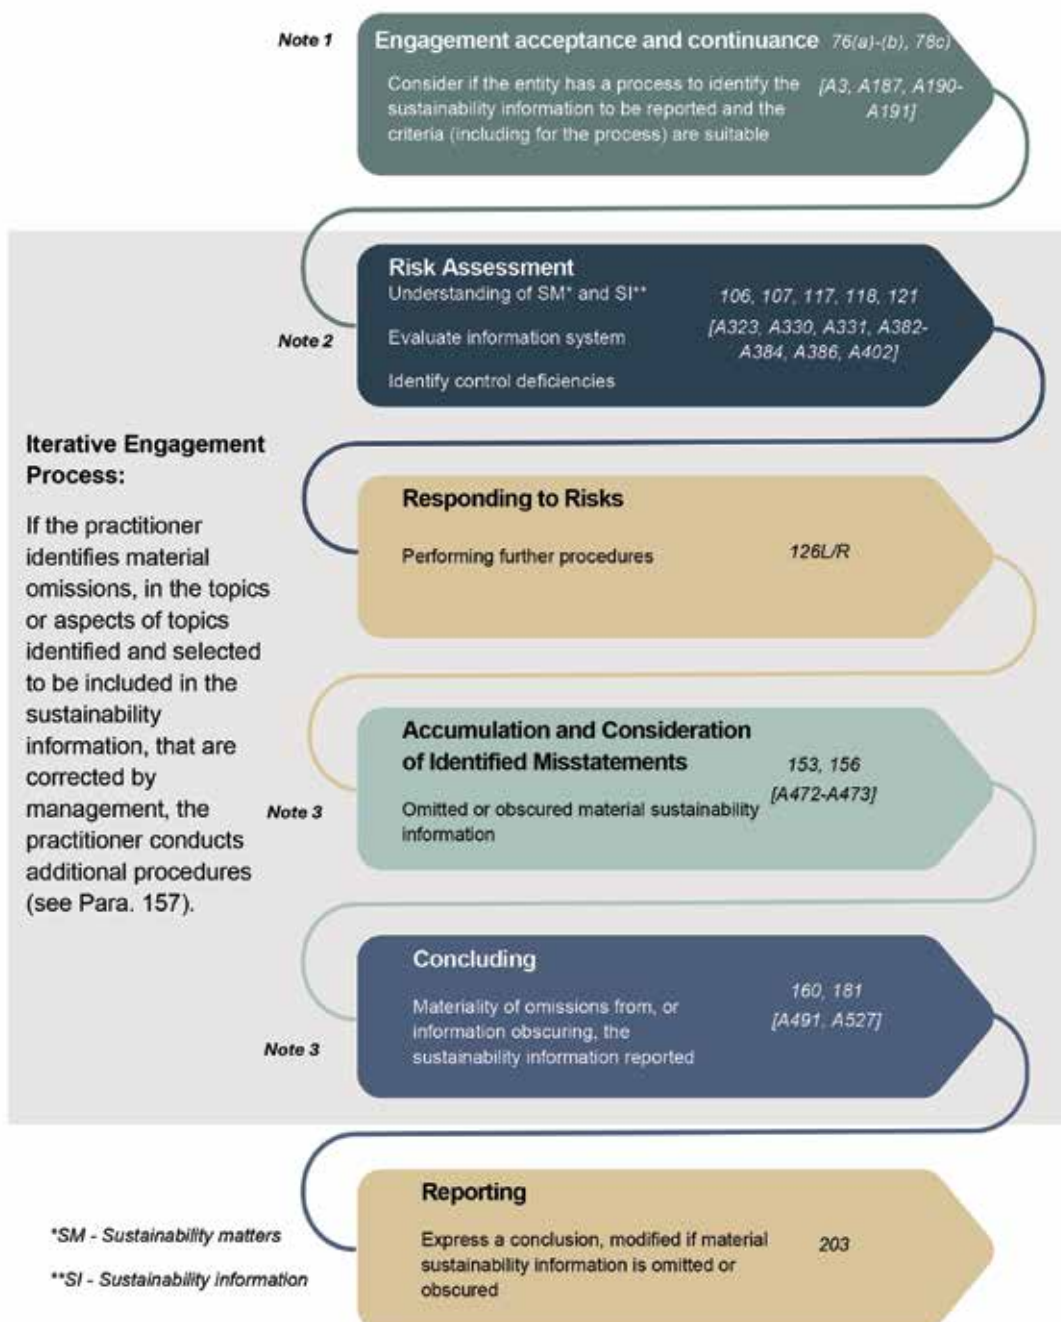 Note 1
Engagement acceptance and continuance 76(a)-(b), 78c)
Consider if the entity has a process to identify the
sustainability information to be reported and the
criteria (including for the process) are suitable
[A3, A187, A190-
A191]
Risk Assessment
Understanding of SM* and SI**
Evaluate information system
Identify control deficiencies
106, 107, 117, 118, 121
[A323, A330, A331, A382-
A384, A386, A402]
Note 2
Iterative Engagement
Process:
If the practitioner
identifies material
omissions, in the topics
or aspects of topics
identified and selected
to be included in the
sustainability
information, that are
corrected by
management, the
practitioner conducts
additional procedures
(see Para. 157).
Responding to Risks
Performing further procedures
126L/R
Accumulation and Consideration
of Identified Misstatements
Omitted or obscured material sustainability
information
153, 156
[A472-A473]
Note 3
Concluding
Materiality of omissions from, or
information obscuring, the
sustainability information reported
160, 181
[A491, A527]
Note 3
Reporting
Express a conclusion, modified if material
sustainability information is omitted or
obscured
203
*SM - Sustainability matters
**SI - Sustainability information